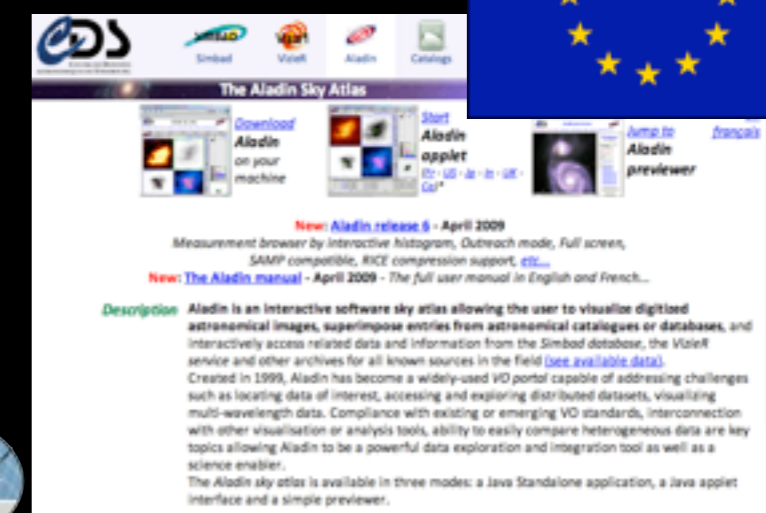 CDS
Simbad VizieR Aladin Catalogs
The Aladin Sky Atlas
Download
Aladin
on your
machine
Start
Aladin
applet
Jump to
Aladin
previewer
français
New: Aladin release 6 - April 2009
Measurement browser by interactive histogram, Outreach mode, Full screen,
SAMP compatible, RICE compression support, etc...
New: The Aladin manual - April 2009 - The full user manual in English and French...
Description Aladin is an interactive software sky atlas allowing the user to visualize digitized
astronomical images, superimpose entries from astronomical catalogues or databases, and
interactively access related data and information from the Simbad database, the VizieR
service and other archives for all known sources in the field (see available data).
Created in 1999, Aladin has become a widely-used VO portal capable of addressing challenges
such as locating data of interest, accessing and exploring distributed datasets, visualizing
multi-wavelength data. Compliance with existing or emerging VO standards, interconnection
with other visualisation or analysis tools, ability to easily compare heterogeneous data are key
topics allowing Aladin to be a powerful data exploration and integration tool as well as a
science enabler.
The Aladin sky atlas is available in three modes: a Java Standalone application, a Java applet
interface and a simple previewer.